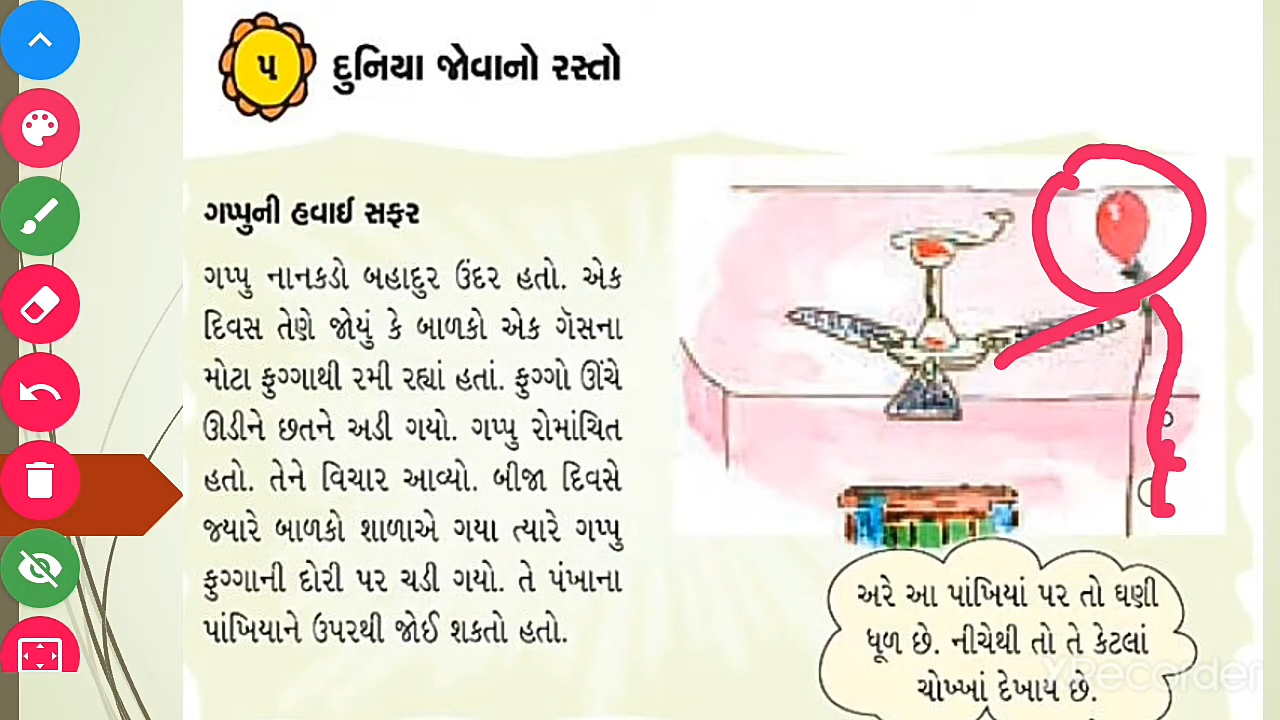 ૫ દુનિયા જોવાનો રસ્તો
ગપ્પુની હવાઈ સફર
ગપ્પુ નાનકડો બહાદુર ઉંદર હતો. એક
દિવસ તેણે જોયું કે બાળકો એક ગૅસના
મોટા ફુગ્ગાથી રમી રહ્યાં હતાં. ફુગ્ગો ઊંચે
ઊડીને છતને અડી ગયો. ગપ્પુ રોમાંચિત
હતો. તેને વિચાર આવ્યો. બીજા દિવસે
જ્યારે બાળકો શાળાએ ગયા ત્યારે ગપ્પુ
ફુગ્ગાની દોરી પર ચડી ગયો. તે પંખાના
પાંખિયાને ઉપરથી જોઈ શકતો હતો.
અરે આ પાંખિયાં પર તો ઘણી
ધૂળ છે. નીચેથી તો તે કેટલાં
ચોખ્ખાં દેખાય છે.
XRecorder